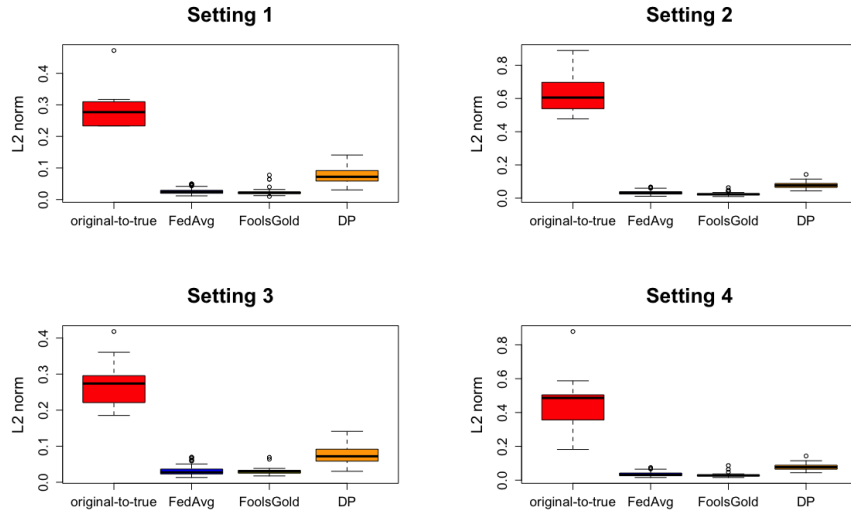 Setting 1
L2 norm
0.0 0.1 0.2 0.3 0.4
original-to-true FedAvg FoolsGold DP
Setting 2
L2 norm
0.0 0.2 0.4 0.6 0.8
original-to-true FedAvg FoolsGold DP
Setting 3
L2 norm
0.0 0.1 0.2 0.3 0.4
original-to-true FedAvg FoolsGold DP
Setting 4
L2 norm
0.0 0.2 0.4 0.6 0.8
original-to-true FedAvg FoolsGold DP